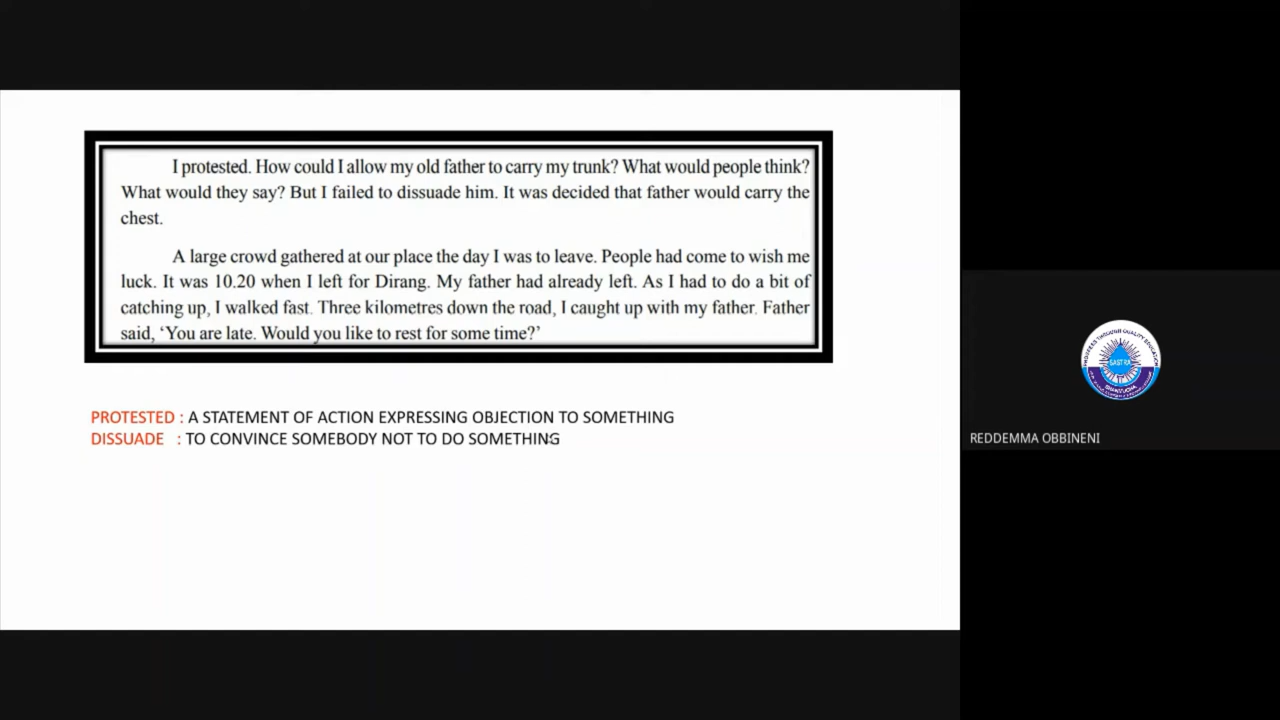 I protested. How could I allow my old father to carry my trunk? What would people think?
What would they say? But I failed to dissuade him. It was decided that father would carry the
chest.
A large crowd gathered at our place the day I was to leave. People had come to wish me
luck. It was 10.20 when I left for Dirang. My father had already left. As I had to do a bit of
catching up, I walked fast. Three kilometres down the road, I caught up with my father. Father
said, ‘You are late. Would you like to rest for some time?’
PROTESTED : A STATEMENT OF ACTION EXPRESSING OBJECTION TO SOMETHING
DISSUADE : TO CONVINCE SOMEBODY NOT TO DO SOMETHING
PROGRESS THROUGH QUALITY EDUCATION
SASTRA
REDDEMMA OBBINENI